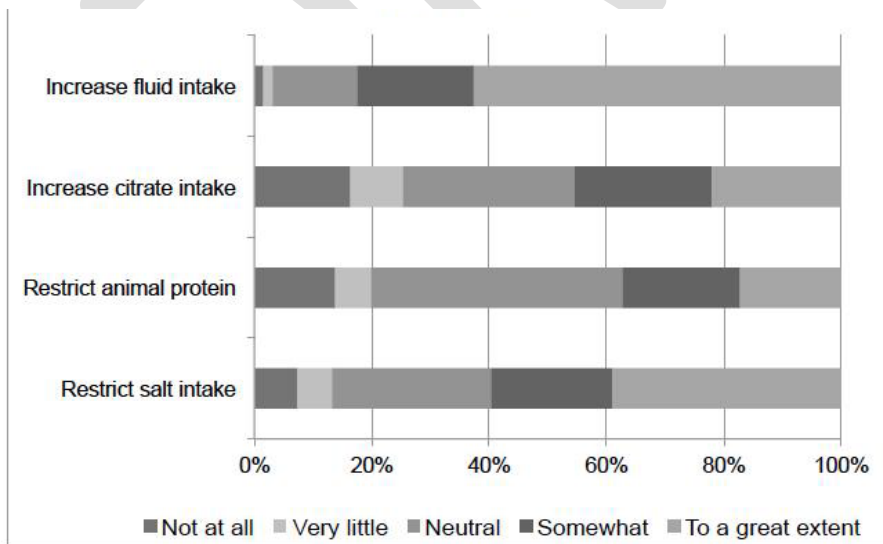 Increase fluid intake
Increase citrate intake
Restrict animal protein
Restrict salt intake
0% 20% 40% 60% 80% 100%
Not at all Very little Neutral Somewhat To a great extent